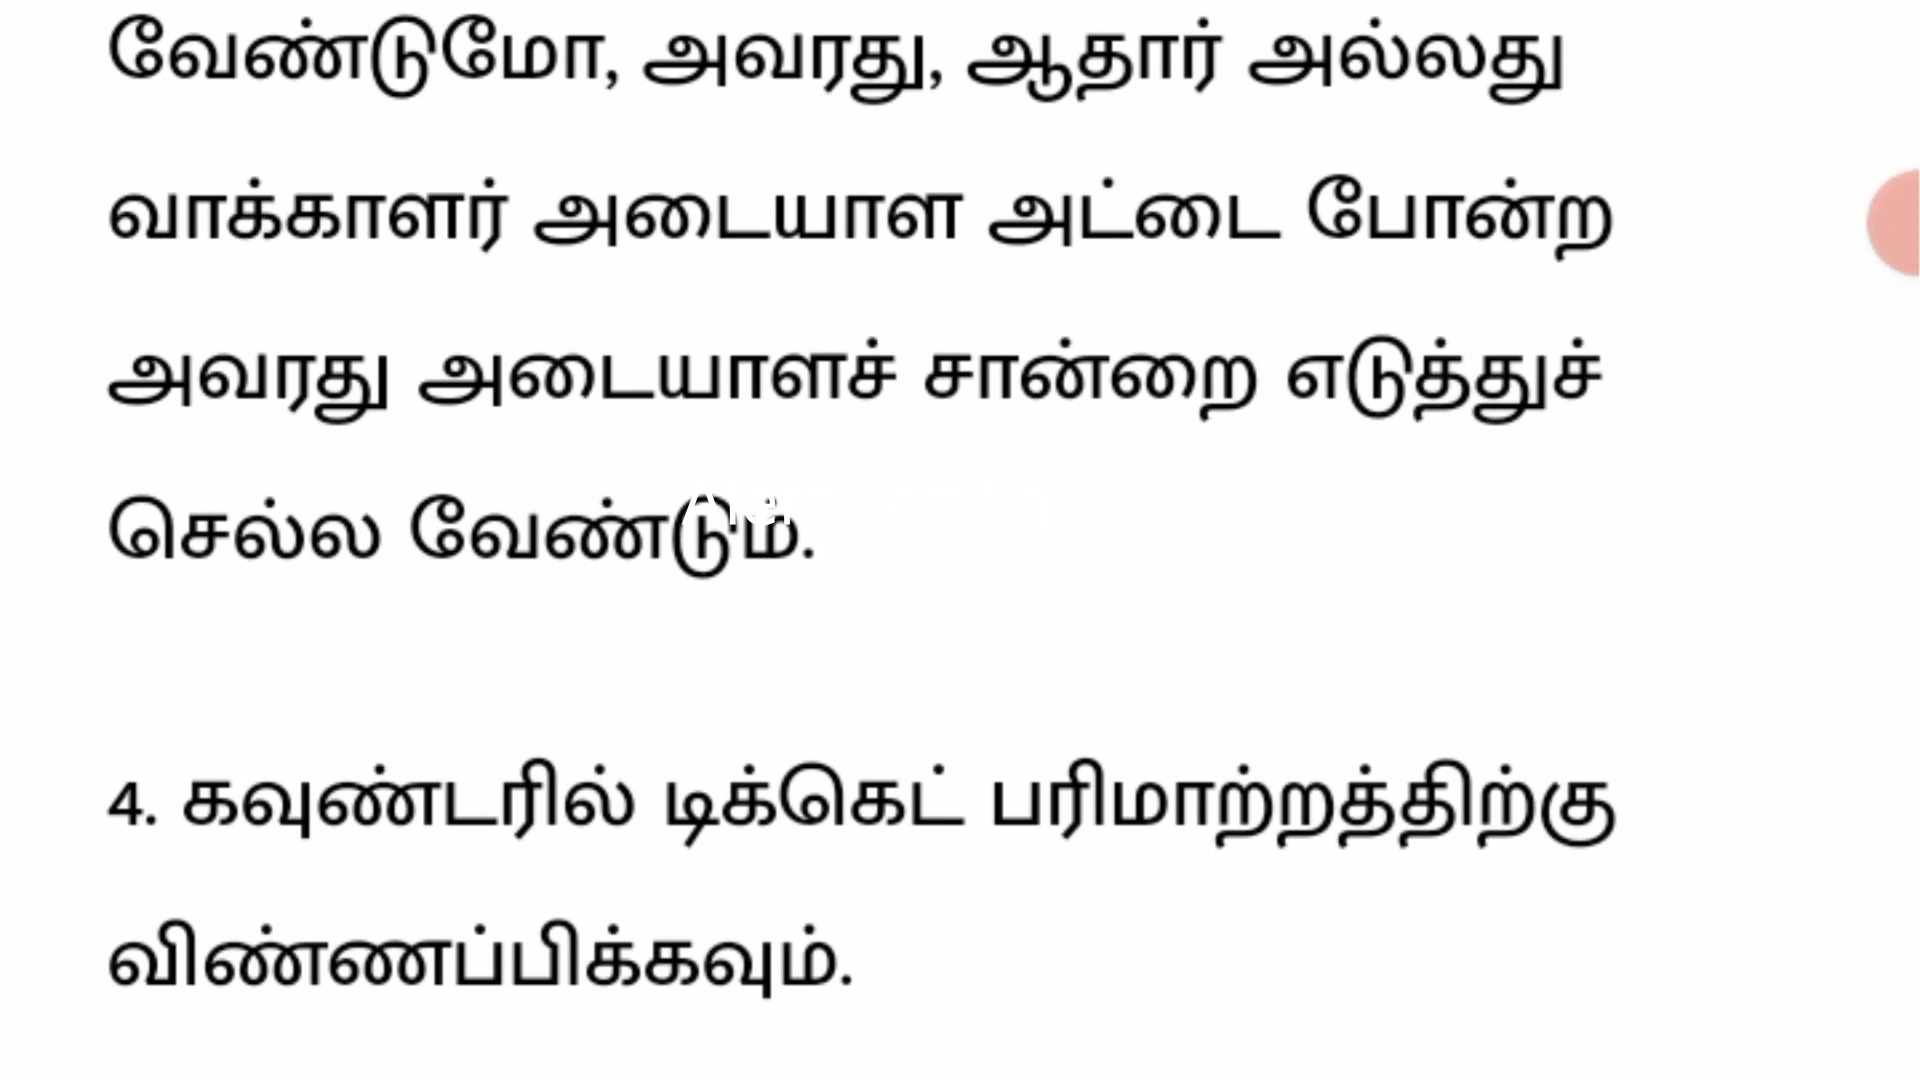 வேண்டுமோ, அவரது, ஆதார் அல்லது
வாக்காளர் அடையாள அட்டை போன்ற
அவரது அடையாளச் சான்றை எடுத்துச்
செல்ல வேண்டும்.
4. கவுண்டரில் டிக்கெட் பரிமாற்றத்திற்கு
விண்ணப்பிக்கவும்.